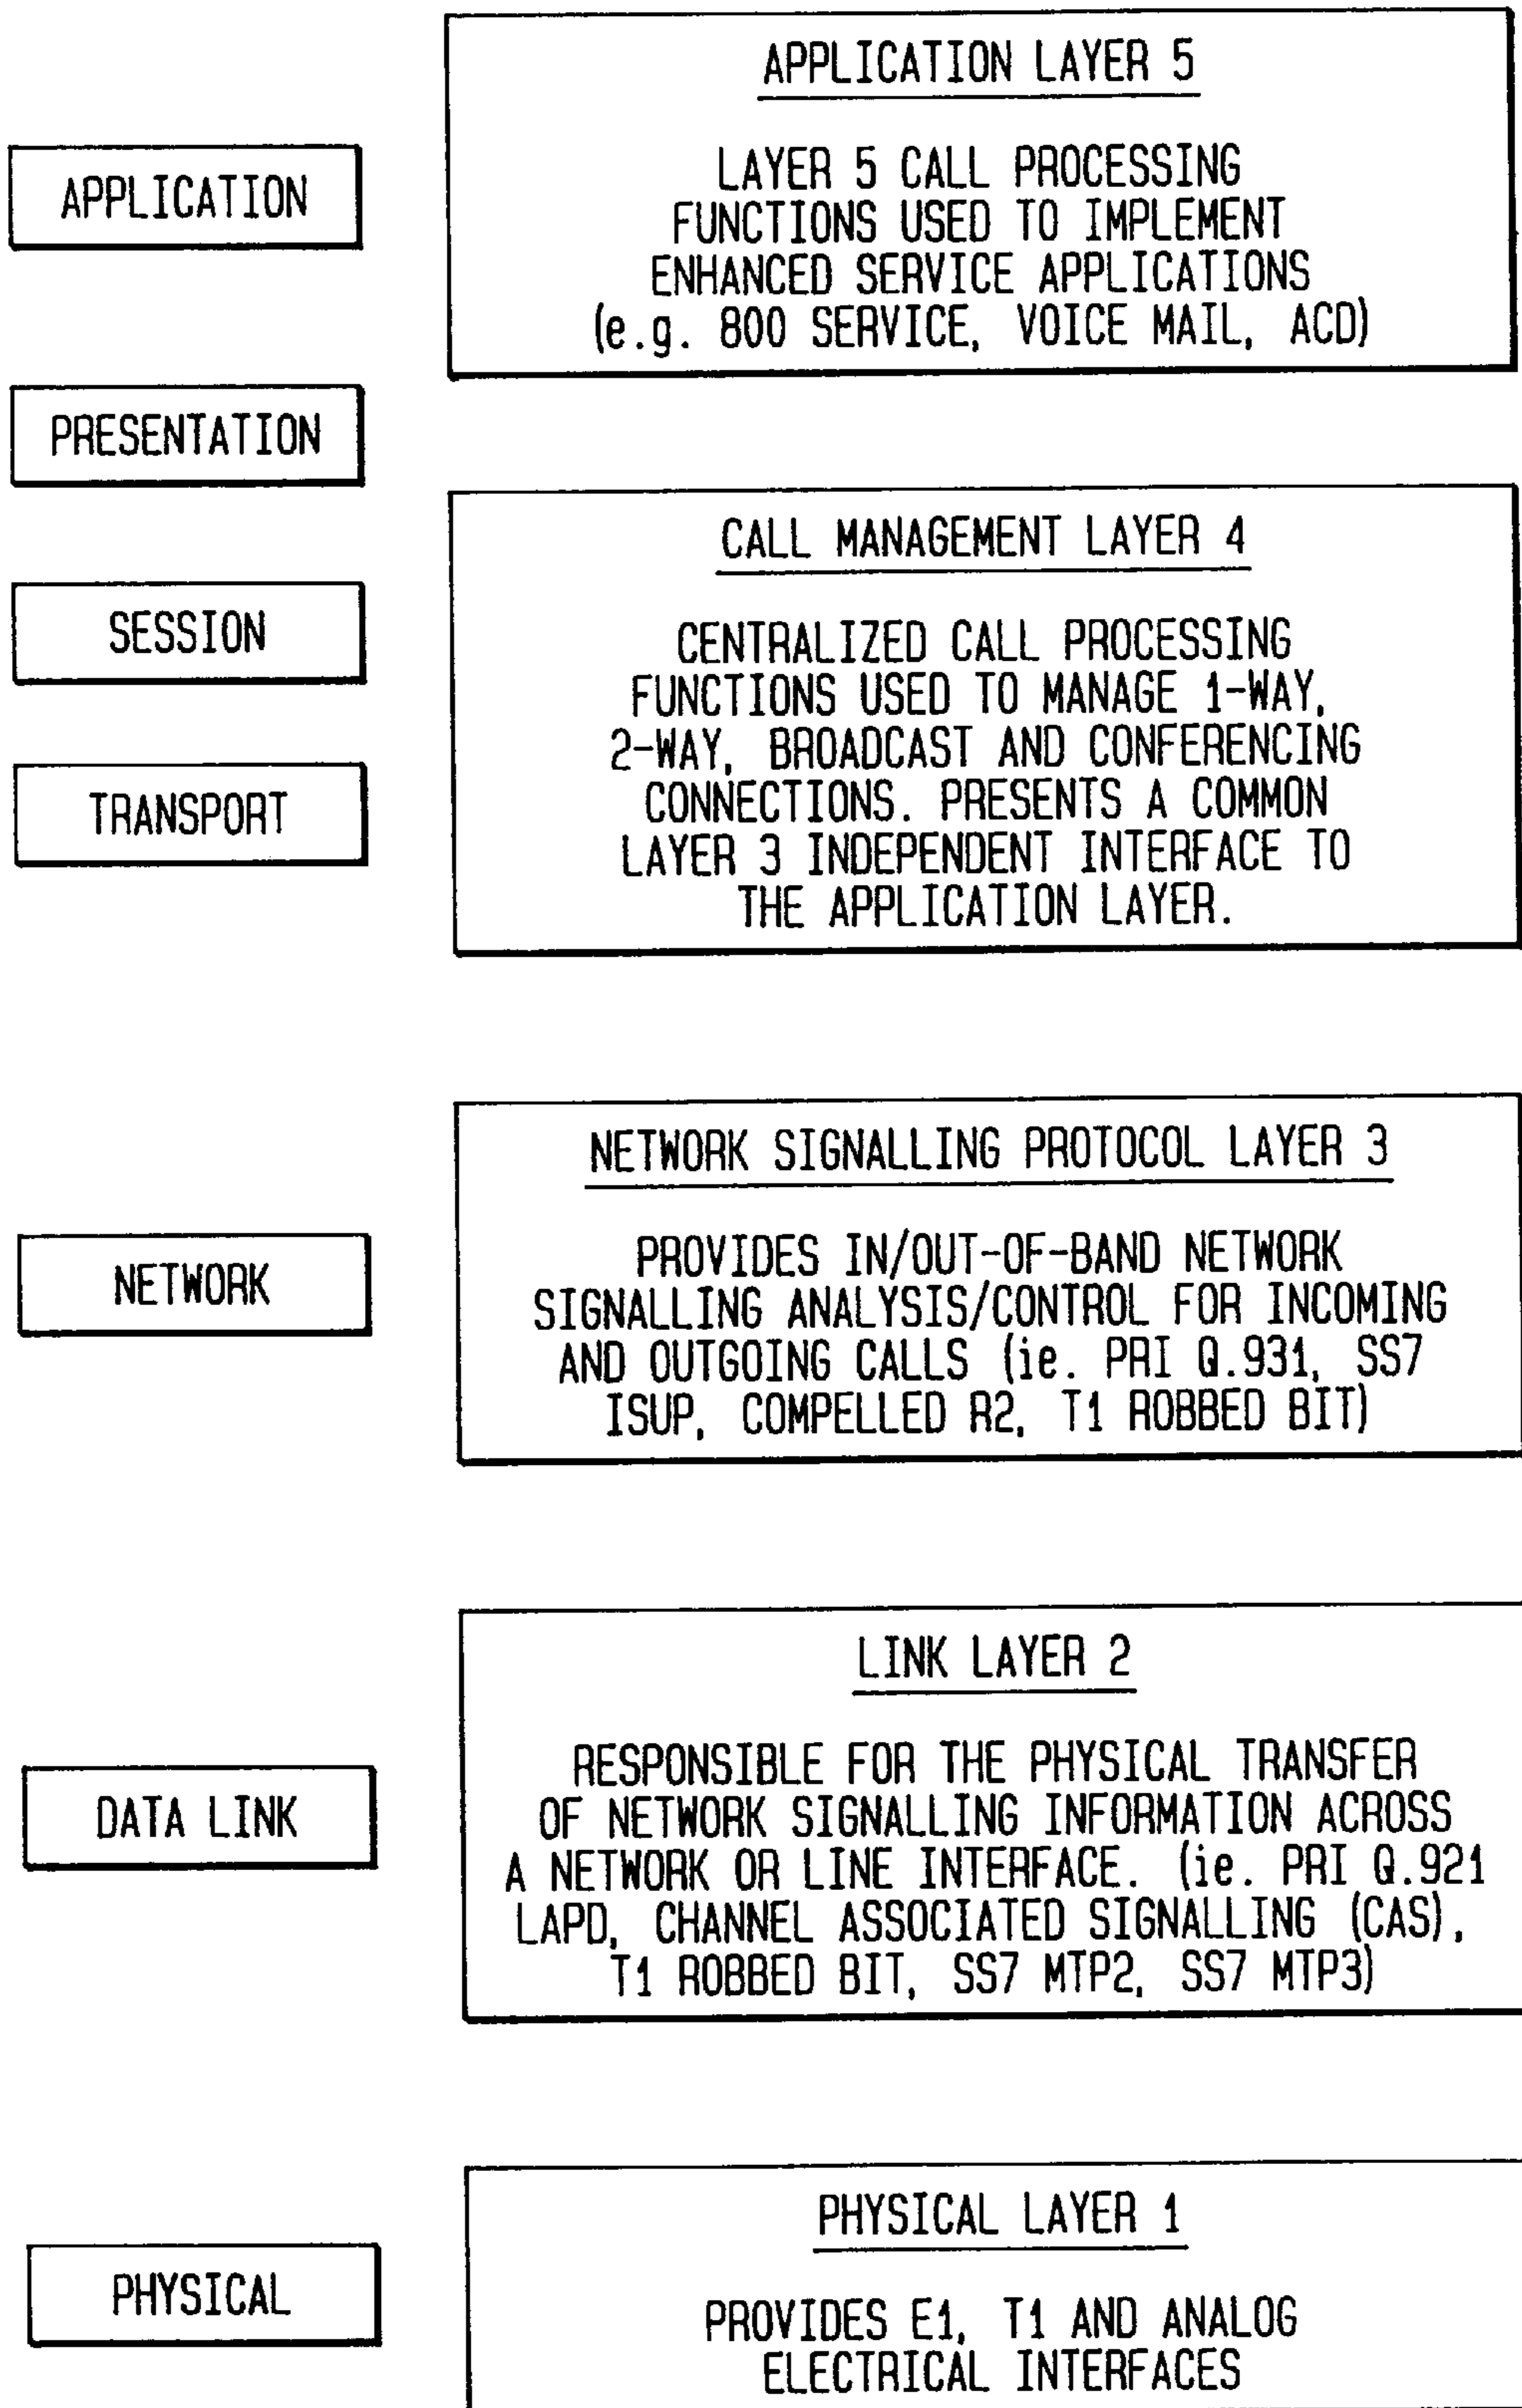 APPLICATION
PRESENTATION
SESSION
TRANSPORT
NETWORK
DATA LINK
PHYSICAL
APPLICATION LAYER 5
LAYER 5 CALL PROCESSING
FUNCTIONS USED TO IMPLEMENT
ENHANCED SERVICE APPLICATIONS
(e.g. 800 SERVICE, VOICE MAIL, ACD)
CALL MANAGEMENT LAYER 4
CENTRALIZED CALL PROCESSING
FUNCTIONS USED TO MANAGE 1-WAY,
2-WAY, BROADCAST AND CONFERENCING
CONNECTIONS. PRESENTS A COMMON
LAYER 3 INDEPENDENT INTERFACE TO
THE APPLICATION LAYER.
NETWORK SIGNALLING PROTOCOL LAYER 3
PROVIDES IN/OUT-OF-BAND NETWORK
SIGNALLING ANALYSIS/CONTROL FOR INCOMING
AND OUTGOING CALLS (ie. PRI Q.931, SS7
ISUP, COMPELLED R2, T1 ROBBED BIT)
LINK LAYER 2
RESPONSIBLE FOR THE PHYSICAL TRANSFER
OF NETWORK SIGNALLING INFORMATION ACROSS
A NETWORK OR LINE INTERFACE. (ie. PRI Q.921
LAPD, CHANNEL ASSOCIATED SIGNALLING (CAS),
T1 ROBBED BIT, SS7 MTP2, SS7 MTP3)
PHYSICAL LAYER 1
PROVIDES E1, T1 AND ANALOG
ELECTRICAL INTERFACES